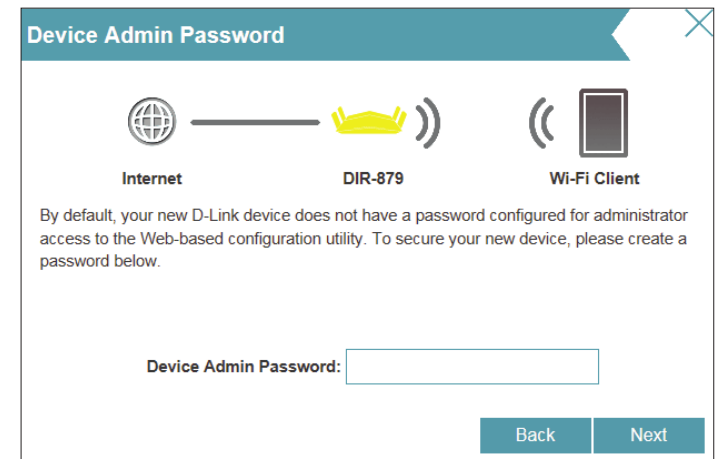 Device Admin Password
Internet
DIR-879
Wi-Fi Client
By default, your new D-Link device does not have a password configured for administrator
access to the Web-based configuration utility. To secure your new device, please create a
password below.
Device Admin Password:
Back
Next